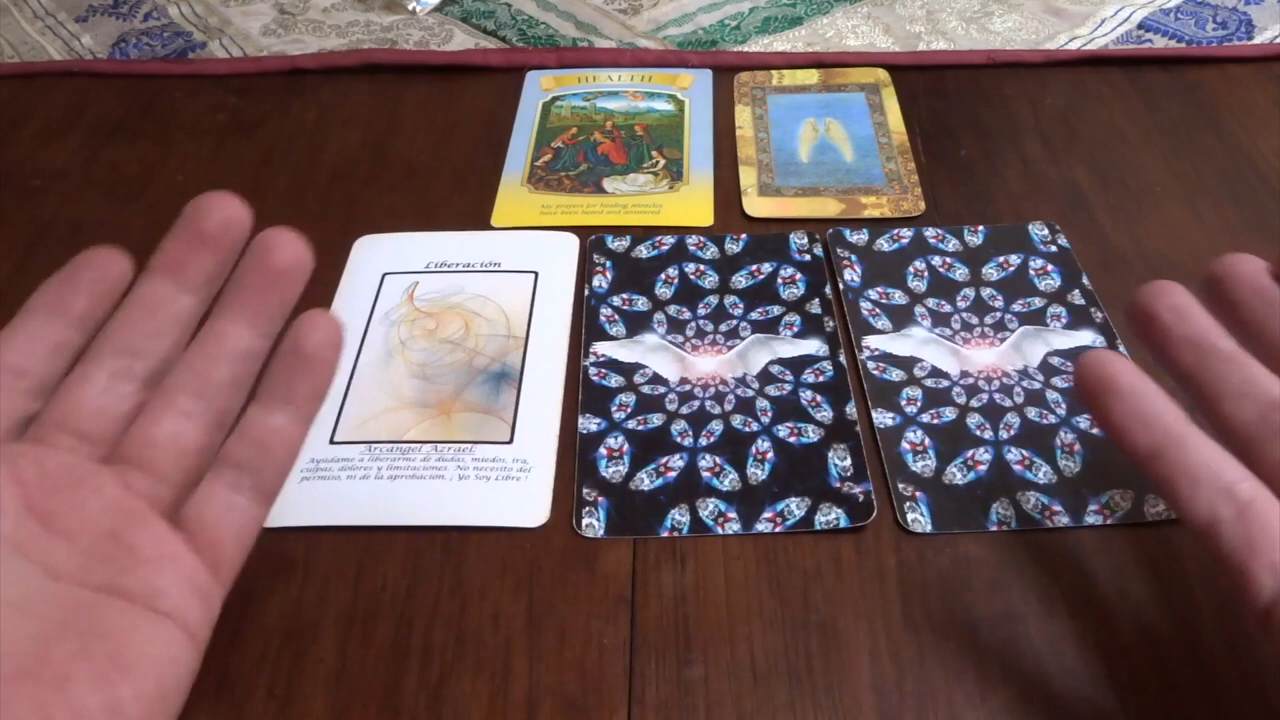 HEALTH
My prayers for healing miracles
have been heard and answered.
Liberación
Arcángel Azrael:
Ayúdame a liberarme de dudas, miedos, ira,
culpas, dolores y limitaciones. No necesito del
permiso, ni de la aprobación. ¡ Yo Soy Libre !